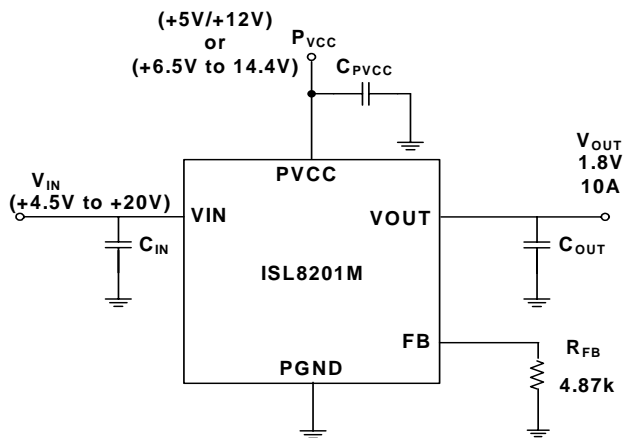 (+5V/+12V)
or
(+6.5V to 14.4V)
PVCC
CPVCC
VIN
(+4.5V to +20V)
CIN
VIN
PVCC
VOUT
ISL8201M
FB
PGND
VOUT
1.8V
10A
COUT
RFB
4.87k